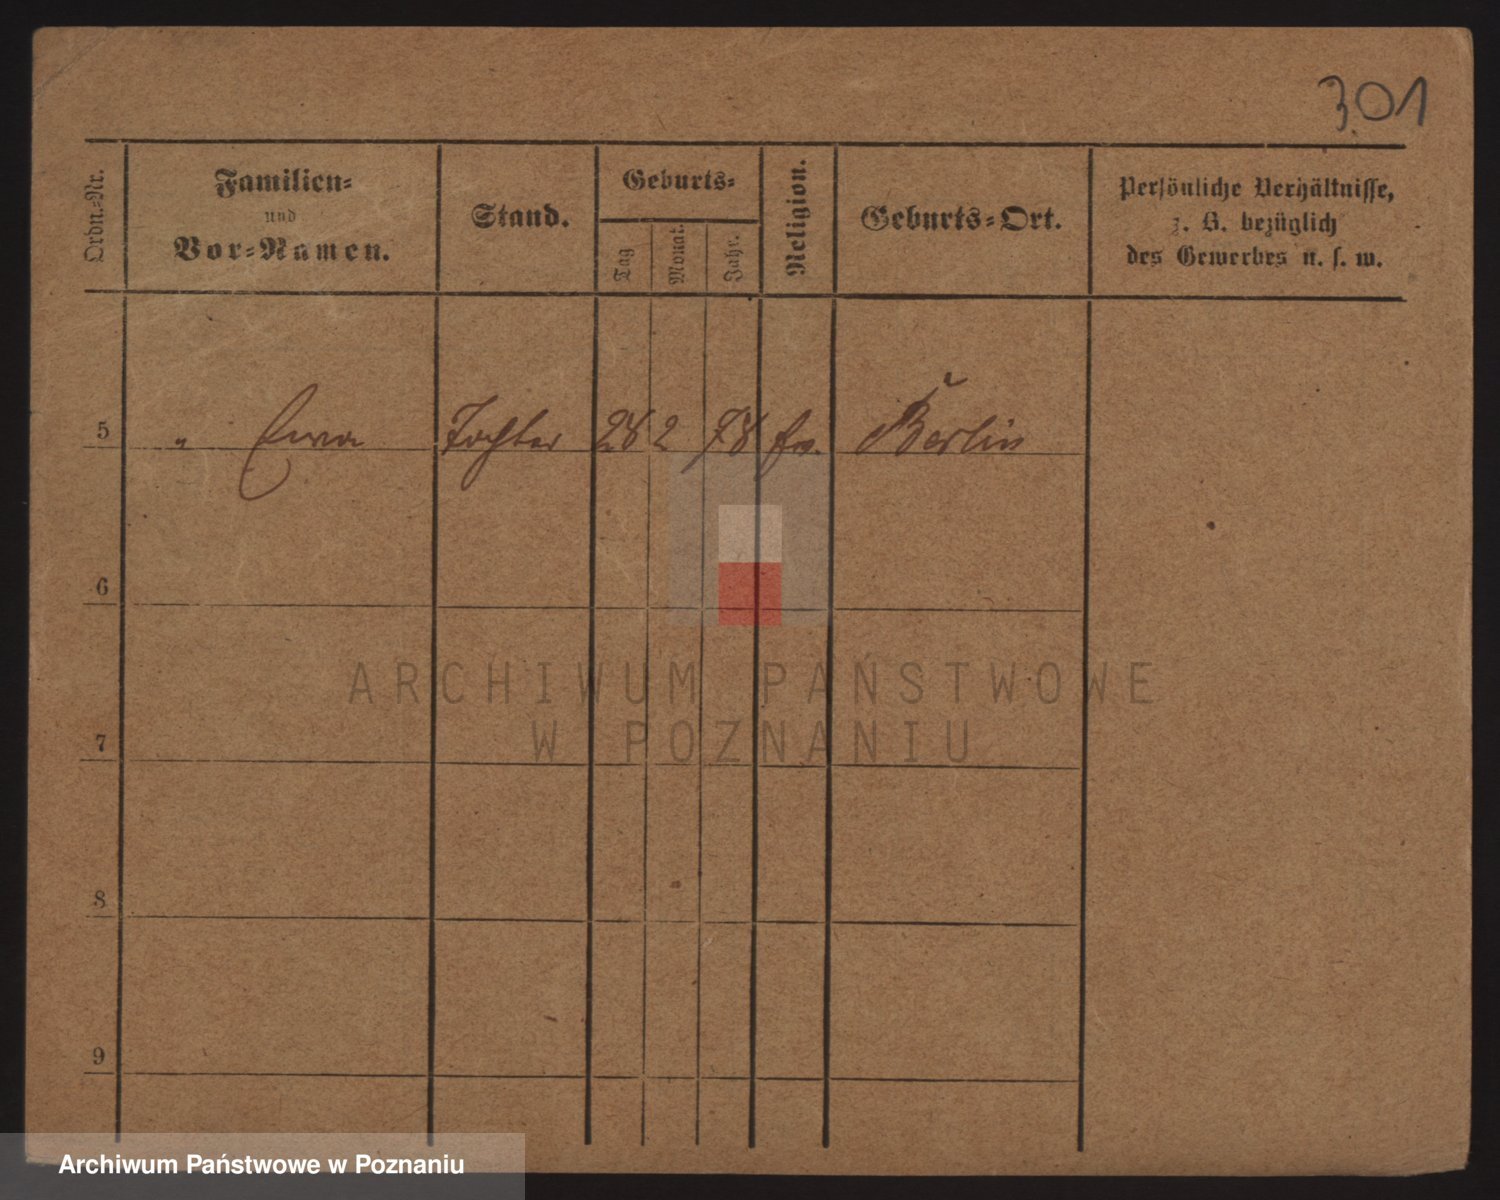 301
Ordn.-Nr.
Familien-
und
Vor-Namen.
Stand.
Geburts-
Tag
Monat.
Jahr.
Religion.
Geburts-Ort.
Persönliche Verhältnisse,
z. B. bezüglich
des Gewerbes u. s. w.
5 " Tochter 28 2 78 ev. Berlin
6
7
8
9
ARCHIWUM PAŃSTWOWE
W POZNANIU
Archiwum Państwowe w Poznaniu